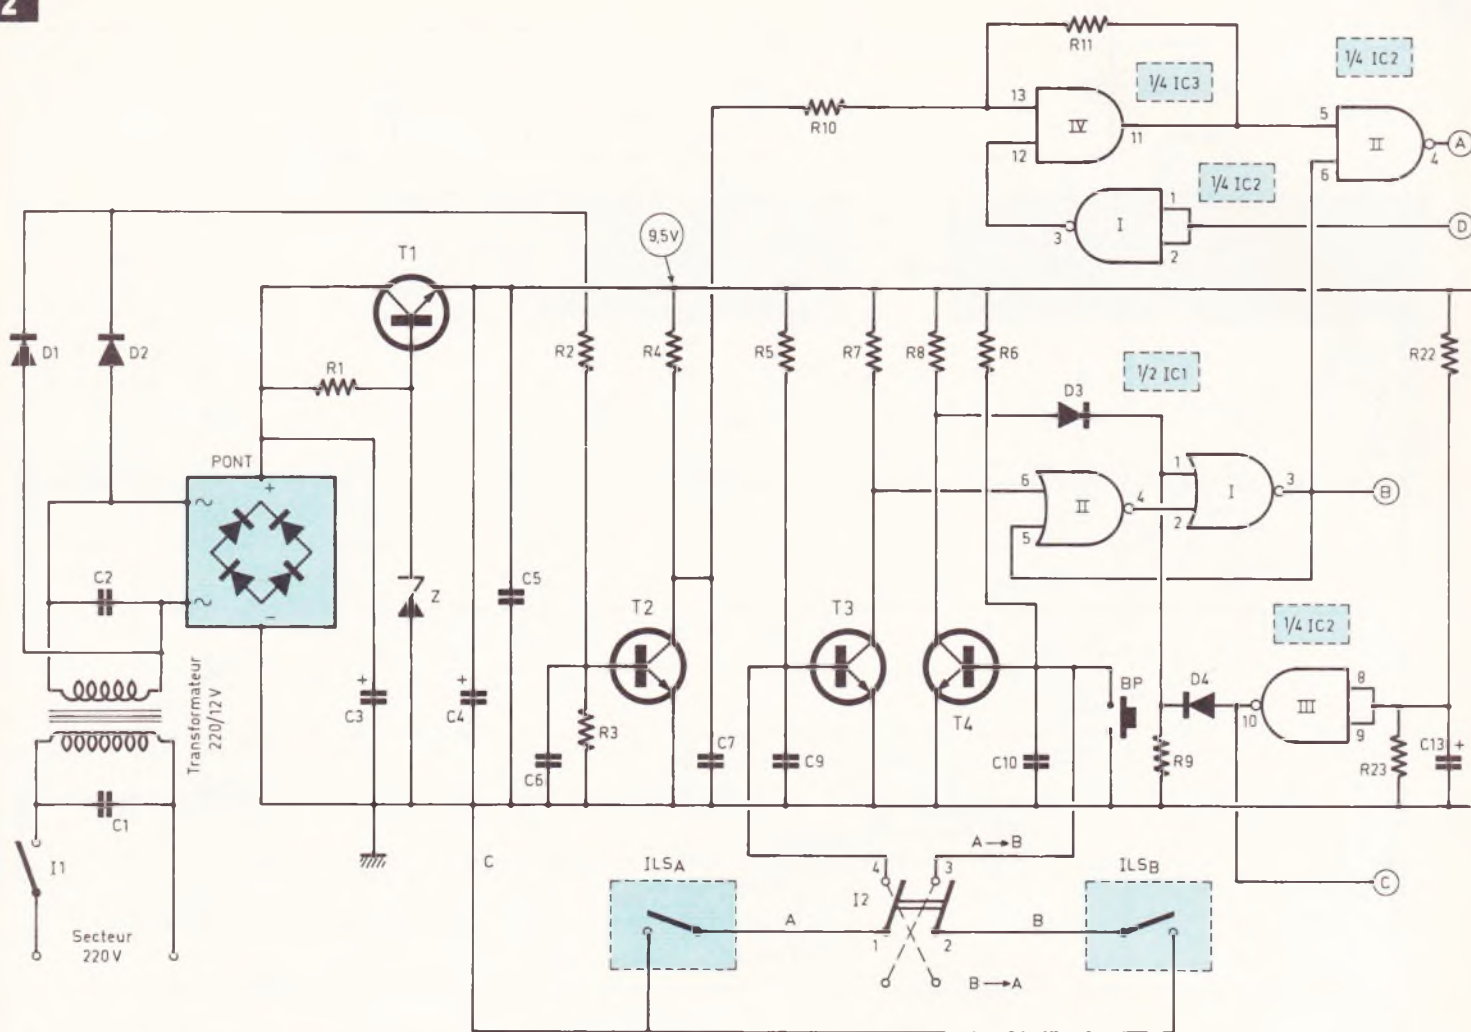 2
R11
1/4 IC3
1/4 IC2
13
IV
11
12
R10
5
II
4
6
A
1/4 IC2
1
I
3
2
D
9,5V
T1
D1
D2
R1
R2
R4
R5
R7
R8
R6
R22
1/2 IC1
D3
PONT
+
~
~
-
C2
Z
C5
6
II
4
5
1
I
3
2
B
T2
T3
T4
1/4 IC2
BP
D4
10
III
8
9
Transformateur
220/12 V
+
C3
+
C4
C6
R3
C7
C9
C10
R9
R23
C13
+
C1
I1
Secteur
220 V
C
ILSA
A
4
3
I2
1
2
A→B
B→A
B
ILSB
C